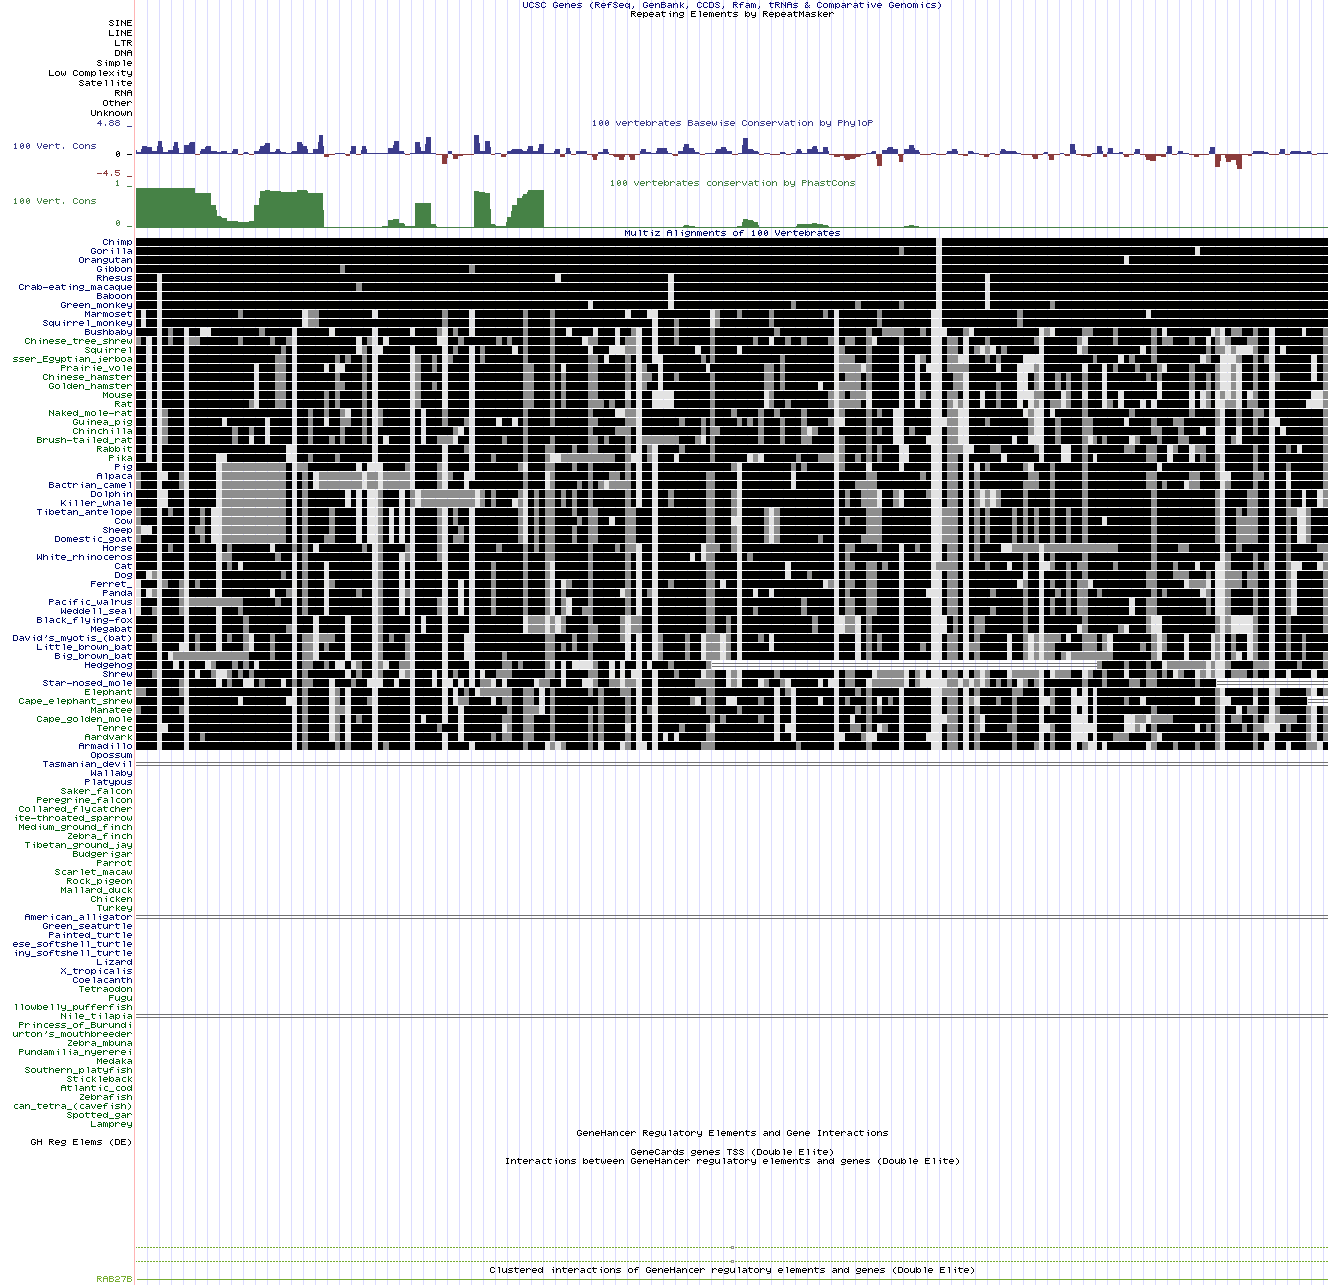 UCSC Genes (RefSeq, GenBank, CCDS, Rfam, tRNAs & Comparative Genomics)
Repeating Elements by RepeatMasker
SINE
LINE
LTR
DNA
Simple
Low Complexity
Satellite
RNA
Other
Unknown
4.88 _
100 vertebrates Basewise Conservation by PhyloP
100 Vert. Cons
0 -
-4.5 _
100 vertebrates conservation by PhastCons
1 _
100 Vert. Cons
0 _
Multiz Alignments of 100 Vertebrates
Chimp
Gorilla
Orangutan
Gibbon
Rhesus
Crab-eating_macaque
Baboon
Green_monkey
Marmoset
Squirrel_monkey
Bushbaby
Chinese_tree_shrew
Squirrel
sser_Egyptian_jerboa
Prairie_vole
Chinese_hamster
Golden_hamster
Mouse
Rat
Naked_mole-rat
Guinea_pig
Chinchilla
Brush-tailed_rat
Rabbit
Pika
Pig
Alpaca
Bactrian_camel
Dolphin
Killer_whale
Tibetan_antelope
Cow
Sheep
Domestic_goat
Horse
White_rhinoceros
Cat
Dog
Ferret_
Panda
Pacific_walrus
Weddell_seal
Black_flying-fox
Megabat
David's_myotis_(bat)
Little_brown_bat
Big_brown_bat
Hedgehog
Shrew
Star-nosed_mole
Elephant
Cape_elephant_shrew
Manatee
Cape_golden_mole
Tenrec
Aardvark
Armadillo
Opossum
Tasmanian_devil
Wallaby
Platypus
Saker_falcon
Peregrine_falcon
Collared_flycatcher
ite-throated_sparrow
Medium_ground_finch
Zebra_finch
Tibetan_ground_jay
Budgerigar
Parrot
Scarlet_macaw
Rock_pigeon
Mallard_duck
Chicken
Turkey
American_alligator
Green_seaturtle
Painted_turtle
ese_softshell_turtle
iny_softshell_turtle
Lizard
X_tropicalis
Coelacanth
Tetraodon
Fugu
llowbelly_pufferfish
Nile_tilapia
Princess_of_Burundi
urton's_mouthbreeder
Zebra_mbuna
Pundamilia_nyererei
Medaka
Southern_platyfish
Stickleback
Atlantic_cod
Zebrafish
can_tetra_(cavefish)
Spotted_gar
Lamprey
GeneHancer Regulatory Elements and Gene Interactions
GH Reg Elems (DE)
GeneCards genes TSS (Double Elite)
Interactions between GeneHancer regulatory elements and genes (Double Elite)
Clustered interactions of GeneHancer regulatory elements and genes (Double Elite)
RAB27B